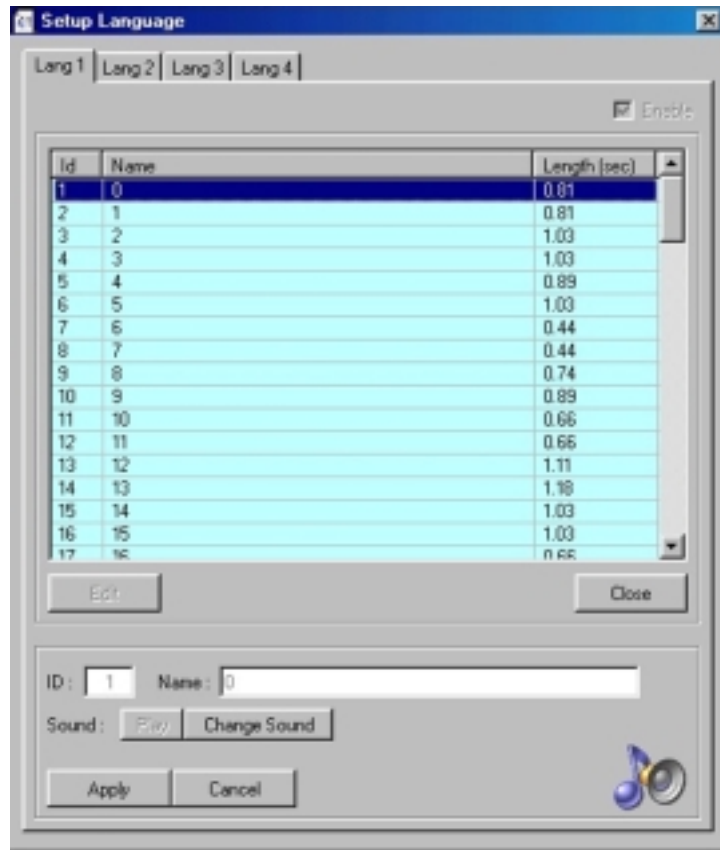 Setup Language
Lang 1 Lang 2 Lang 3 Lang 4
Enable
Id Name Length (sec)
1 0 0.81
2 1 0.81
3 2 1.03
4 3 1.03
5 4 0.89
6 5 1.03
7 6 0.44
8 7 0.44
9 8 0.74
10 9 0.89
11 10 0.66
12 11 0.66
13 12 1.11
14 13 1.18
15 14 1.03
16 15 1.03
17 16 0.66
Edit Close
ID : 1 Name : 0
Sound : Play Change Sound
Apply Cancel